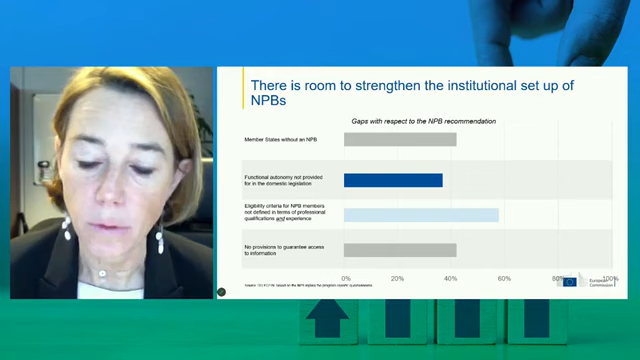 There is room to strengthen the institutional set up of
NPBs
Gaps with respect to the NPB recommendation
Member States without an NPB
Functional autonomy not provided
for in the domestic legislation
Eligibility criteria for NPB members
not defined in terms of professional
qualifications and experience
No provisions to guarantee access
to information
0% 20% 40% 60% 80% 100%
European
Commission